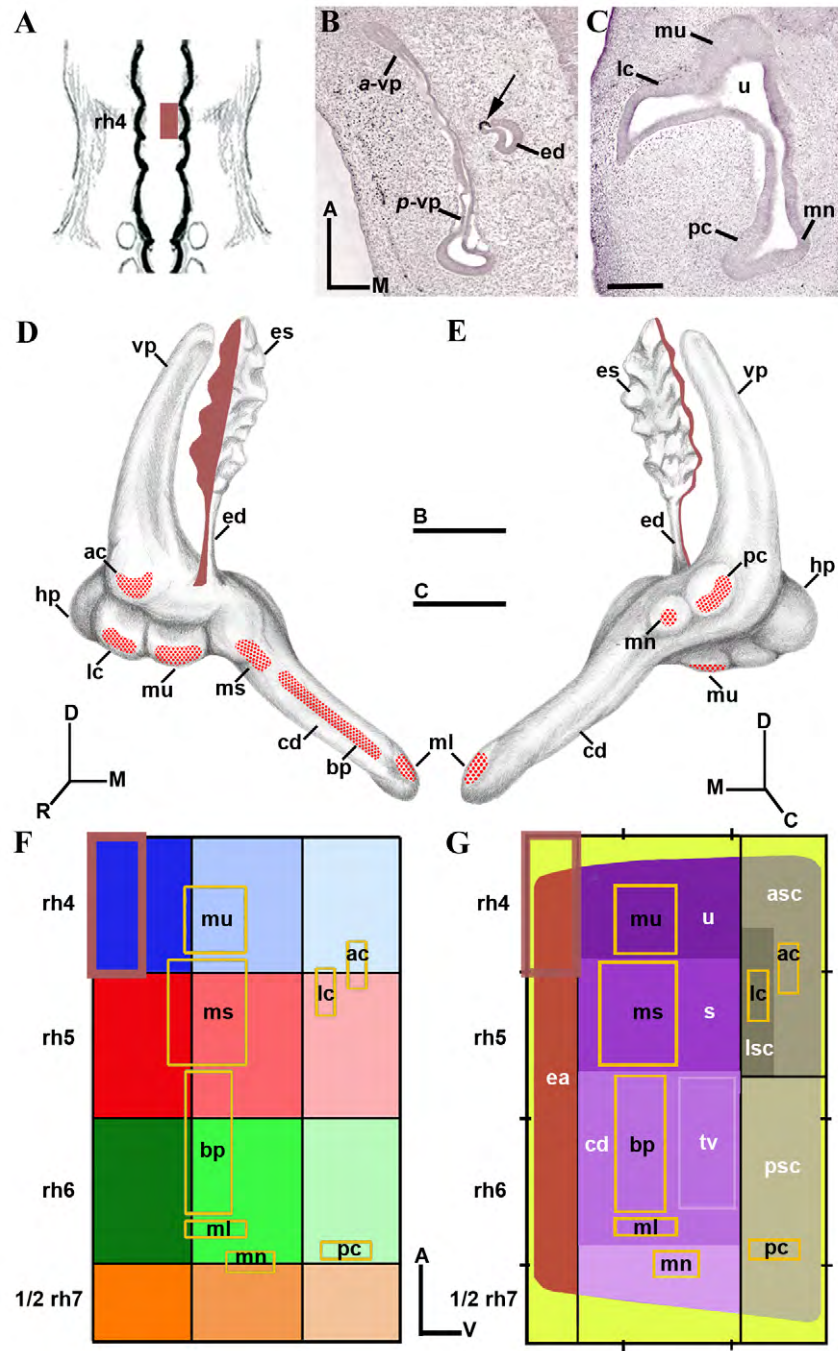 A
rh4
B
a-vp
ed
p-vp
A
M
C
mu
lc
u
pc
mn
D
vp
es
ed
ac
hp
lc
mu
ms
cd
bp
ml
D
M
R
B
C
E
es
vp
ed
pc
hp
mn
mu
cd
D
M
C
F
rh4
mu
ac
lc
rh5
ms
bp
rh6
ml
mn
pc
1/2 rh7
A
V
G
rh4
mu
u
asc
ac
lc
rh5
ms
s
lsc
ea
cd
bp
tv
rh6
psc
ml
mn
pc
1/2 rh7